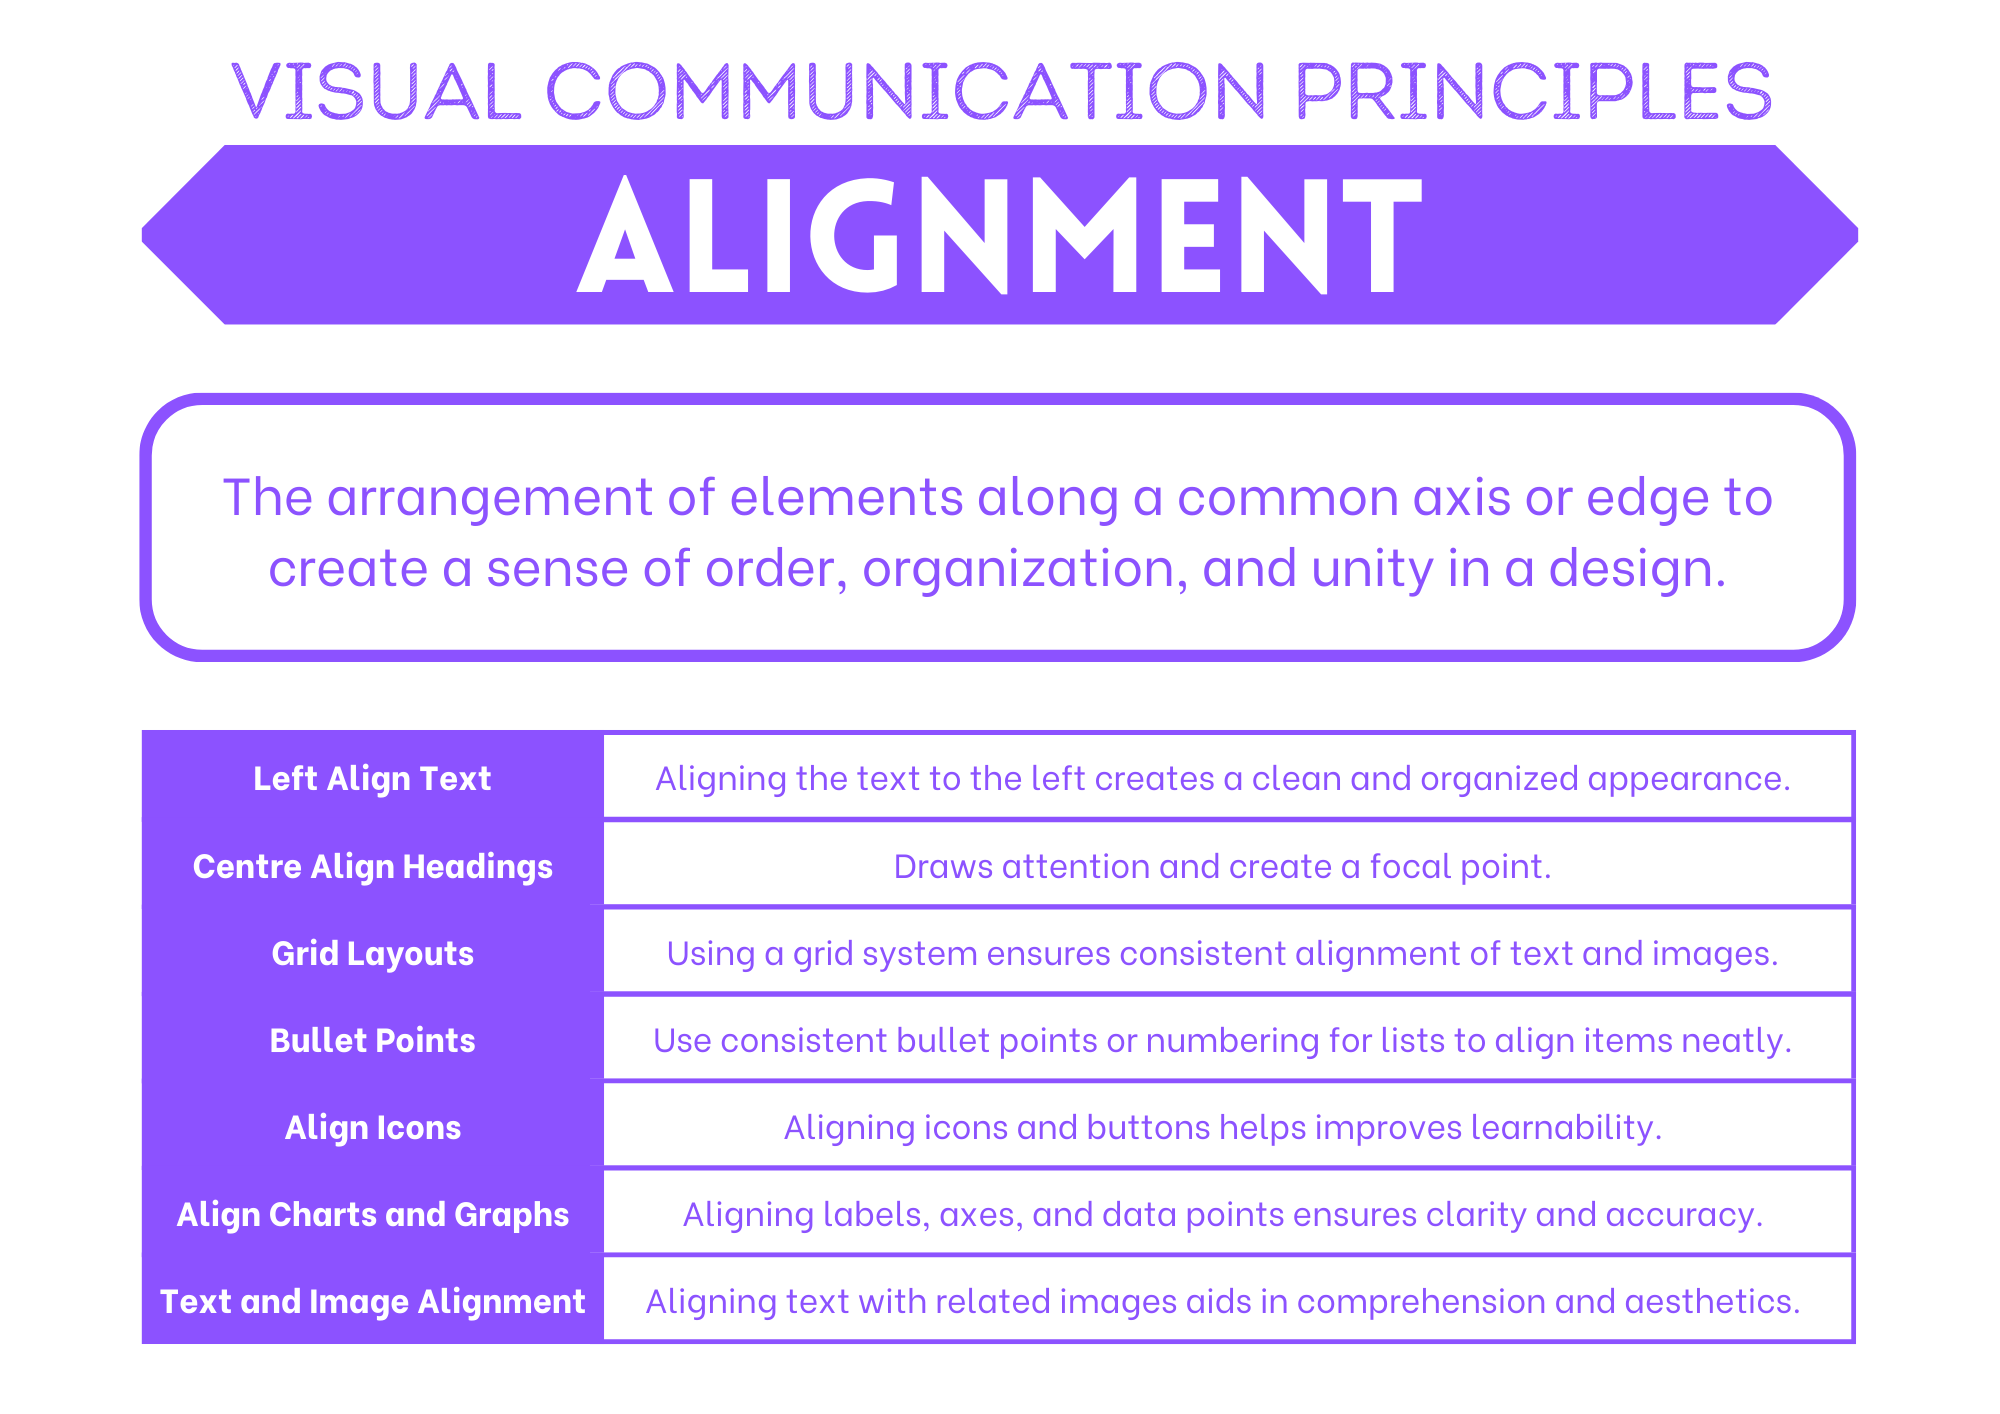 VISUAL COMMUNICATION PRINCIPLES
ALIGNMENT
The arrangement of elements along a common axis or edge to
create a sense of order, organization, and unity in a design.
Left Align Text
Aligning the text to the left creates a clean and organized appearance.
Centre Align Headings
Draws attention and create a focal point.
Grid Layouts
Using a grid system ensures consistent alignment of text and images.
Bullet Points
Use consistent bullet points or numbering for lists to align items neatly.
Align Icons
Aligning icons and buttons helps improves learnability.
Align Charts and Graphs
Aligning labels, axes, and data points ensures clarity and accuracy.
Text and Image Alignment
Aligning text with related images aids in comprehension and aesthetics.